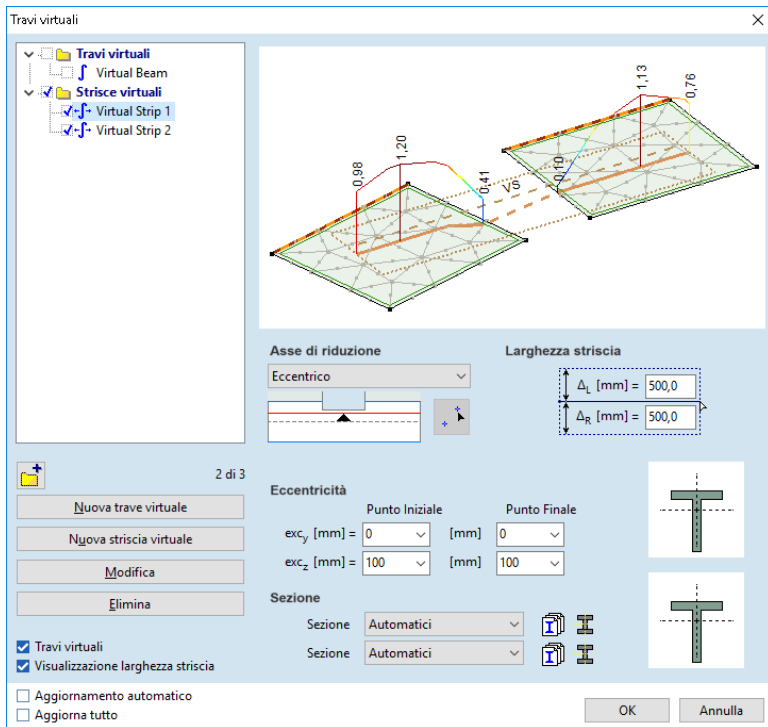 Travi virtuali
Travi virtuali
Virtual Beam
Strisce virtuali
Virtual Strip 1
Virtual Strip 2
0,98
1,20
0,41
VS
0,10
1,13
0,76
Asse di riduzione
Larghezza striscia
Eccentrico
ΔL [mm] = 500,0
ΔR [mm] = 500,0
2 di 3
Nuova trave virtuale
Nuova striscia virtuale
Modifica
Elimina
Eccentricità
Punto Iniziale Punto Finale
excy [mm] = 0 [mm] 0
excz [mm] = 100 [mm] 100
Sezione
Sezione Automatici
Sezione Automatici
Travi virtuali
Visualizzazione larghezza striscia
Aggiornamento automatico
Aggiorna tutto
OK Annulla